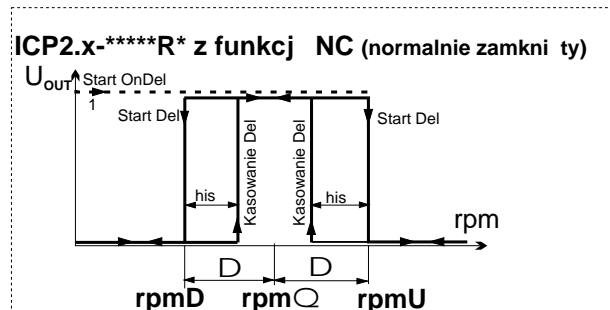 ICP2.x-*****R* z funkcj NC (normalnie zamkni ty)
UOUT
Start OnDel
1
Start Del
Kasowanie Del
Kasowanie Del
Start Del
his
his
rpm
D
D
rpmD
rpmQ
rpmU